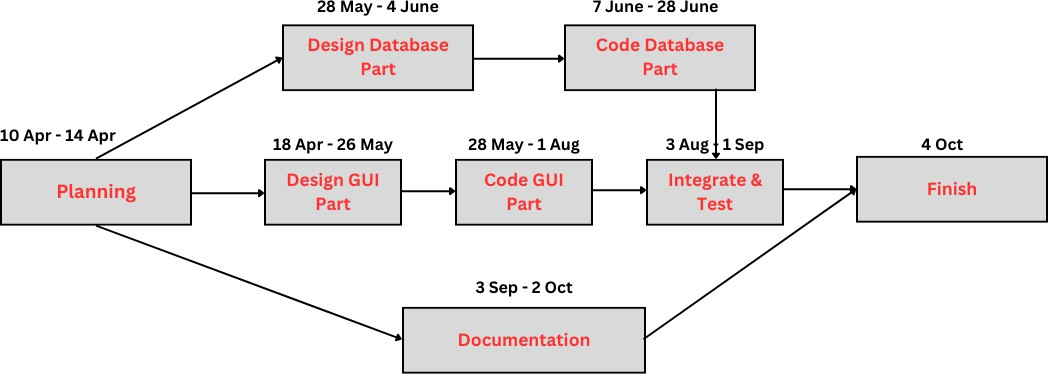 28 May - 4 June
7 June - 28 June
Design Database
Part
Code Database
Part
10 Apr - 14 Apr
18 Apr - 26 May
28 May - 1 Aug
3 Aug - 1 Sep
4 Oct
Planning
Design GUI
Part
Code GUI
Part
Integrate &
Test
Finish
3 Sep - 2 Oct
Documentation